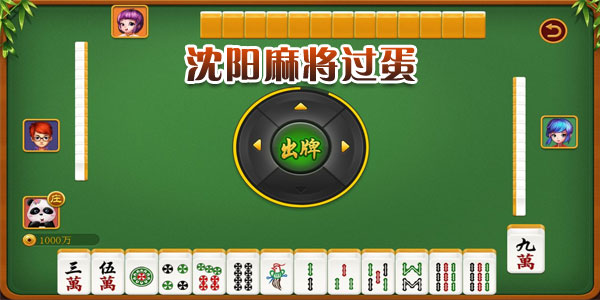 沈阳麻将过蛋
出牌
庄
1000万
三 伍 九
萬 萬 萬